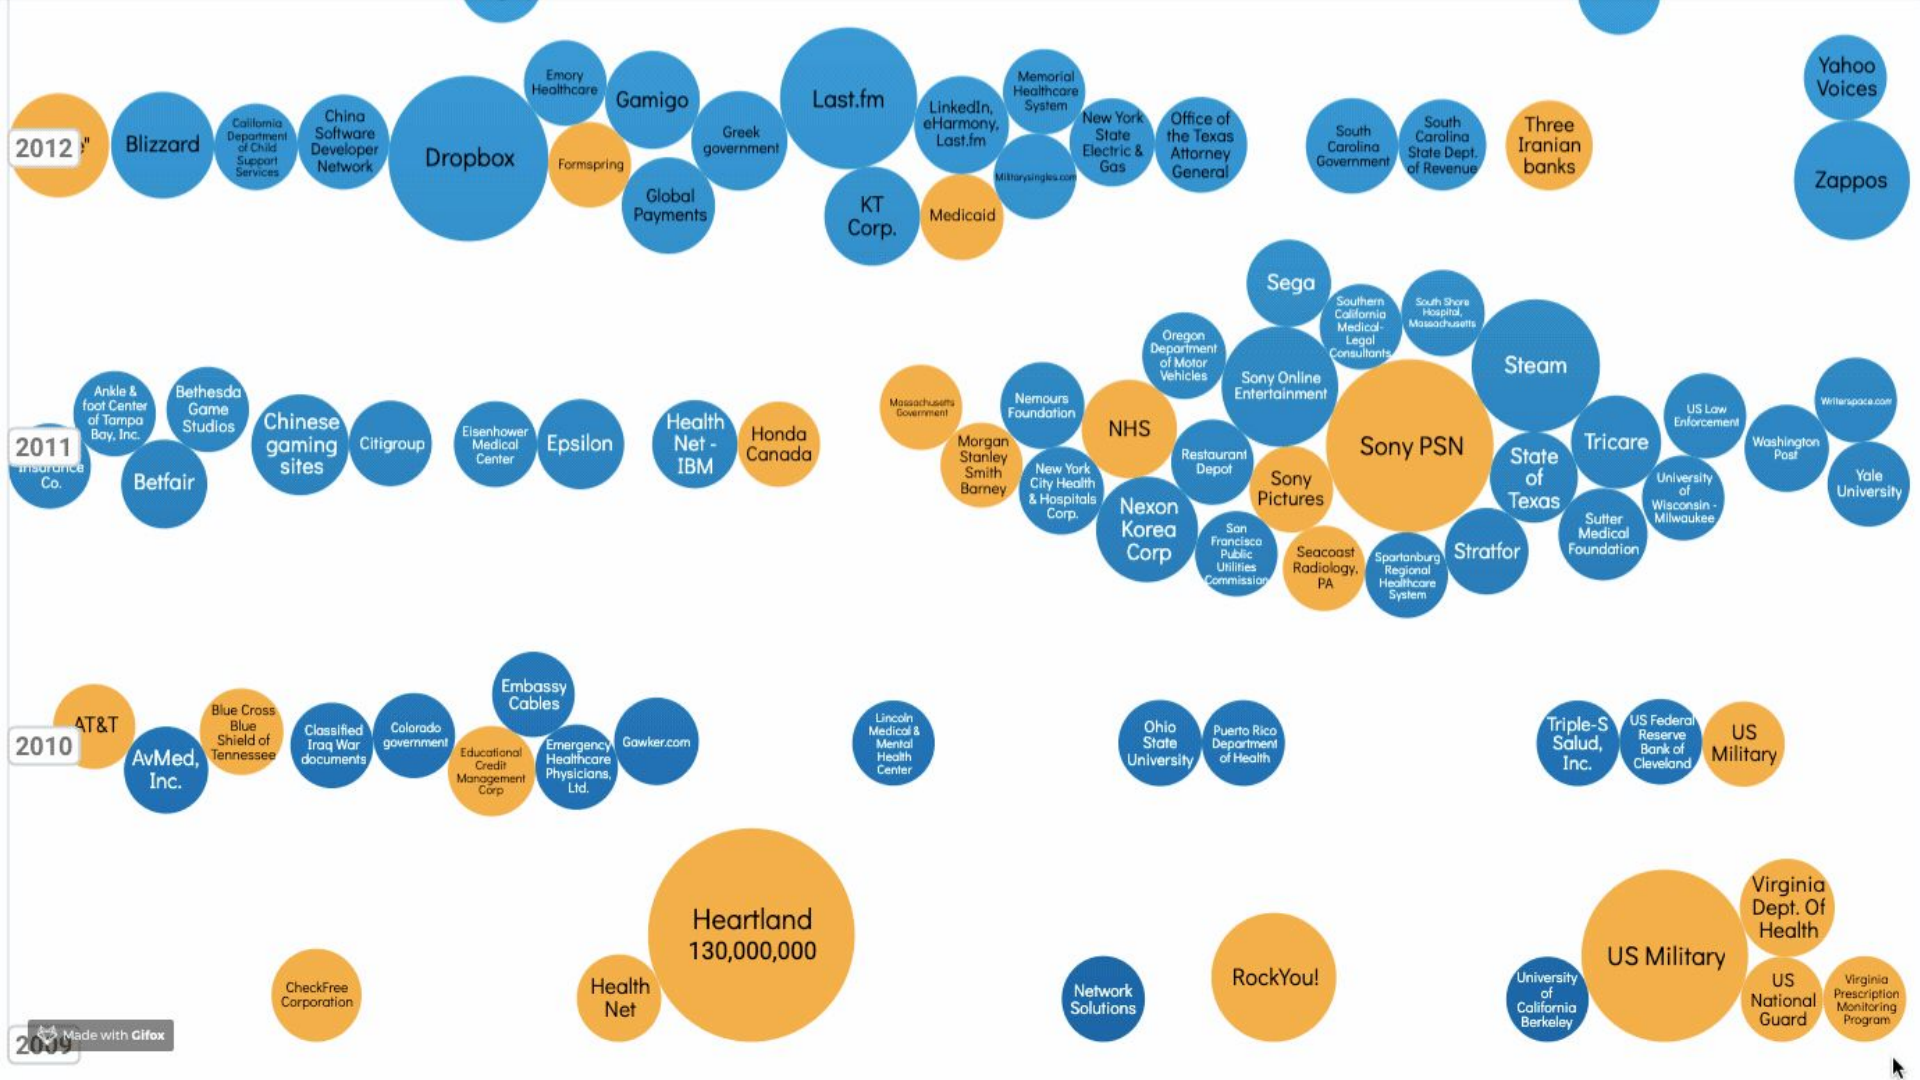 2012
e"
Blizzard
California
Department
of Child
Support
Services
China
Software
Developer
Network
Dropbox
Emory
Healthcare
Formspring
Gamigo
Global
Payments
Greek
government
Last.fm
KT
Corp.
LinkedIn,
eHarmony,
Last.fm
Medicaid
Memorial
Healthcare
System
Militarysingles.com
New York
State
Electric &
Gas
Office of
the Texas
Attorney
General
South
Carolina
Government
South
Carolina
State Dept.
of Revenue
Three
Iranian
banks
Yahoo
Voices
Zappos
2011
Insurance
Co.
Ankle &
foot Center
of Tampa
Bay, Inc.
Betfair
Bethesda
Game
Studios
Chinese
gaming
sites
Citigroup
Eisenhower
Medical
Center
Epsilon
Health
Net -
IBM
Honda
Canada
Massachusetts
Government
Morgan
Stanley
Smith
Barney
Nemours
Foundation
New York
City Health
& Hospitals
Corp.
NHS
Nexon
Korea
Corp
Oregon
Department
of Motor
Vehicles
Restaurant
Depot
San
Francisco
Public
Utilities
Commission
Sega
Sony Online
Entertainment
Sony
Pictures
Seacoast
Radiology,
PA
Southern
California
Medical-
Legal
Consultants
Sony PSN
South Shore
Hospital,
Massachusetts
Spartanburg
Regional
Healthcare
System
Stratfor
Steam
State
of
Texas
Tricare
Sutter
Medical
Foundation
US Law
Enforcement
University
of
Wisconsin -
Milwaukee
Washington
Post
Writerspace.com
Yale
University
2010
AT&T
AvMed,
Inc.
Blue Cross
Blue
Shield of
Tennessee
Classified
Iraq War
documents
Colorado
government
Educational
Credit
Management
Corp
Embassy
Cables
Emergency
Healthcare
Physicians,
Ltd.
Gawker.com
Lincoln
Medical &
Mental
Health
Center
Ohio
State
University
Puerto Rico
Department
of Health
Triple-S
Salud,
Inc.
US Federal
Reserve
Bank of
Cleveland
US
Military
2009
Made with Gifox
CheckFree
Corporation
Health
Net
Heartland
130,000,000
Network
Solutions
RockYou!
University
of
California
Berkeley
US Military
Virginia
Dept. Of
Health
US
National
Guard
Virginia
Prescription
Monitoring
Program